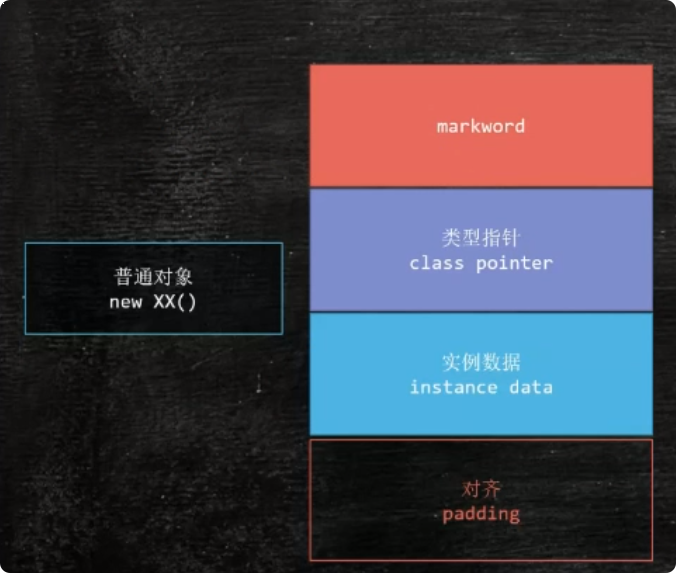 markword
类型指针
class pointer
普通对象
new XX()
实例数据
instance data
对齐
padding